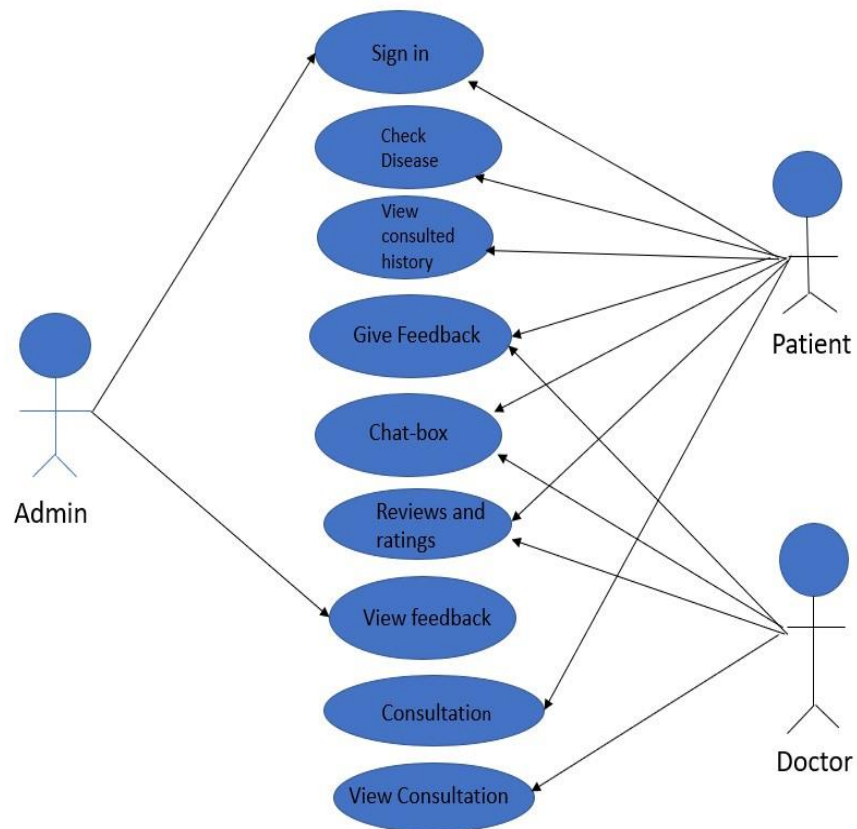 Sign in
Check
Disease
View
consulted
history
Give Feedback
Patient
Chat-box
Admin
Reviews and
ratings
View feedback
Consultation
Doctor
View Consultation